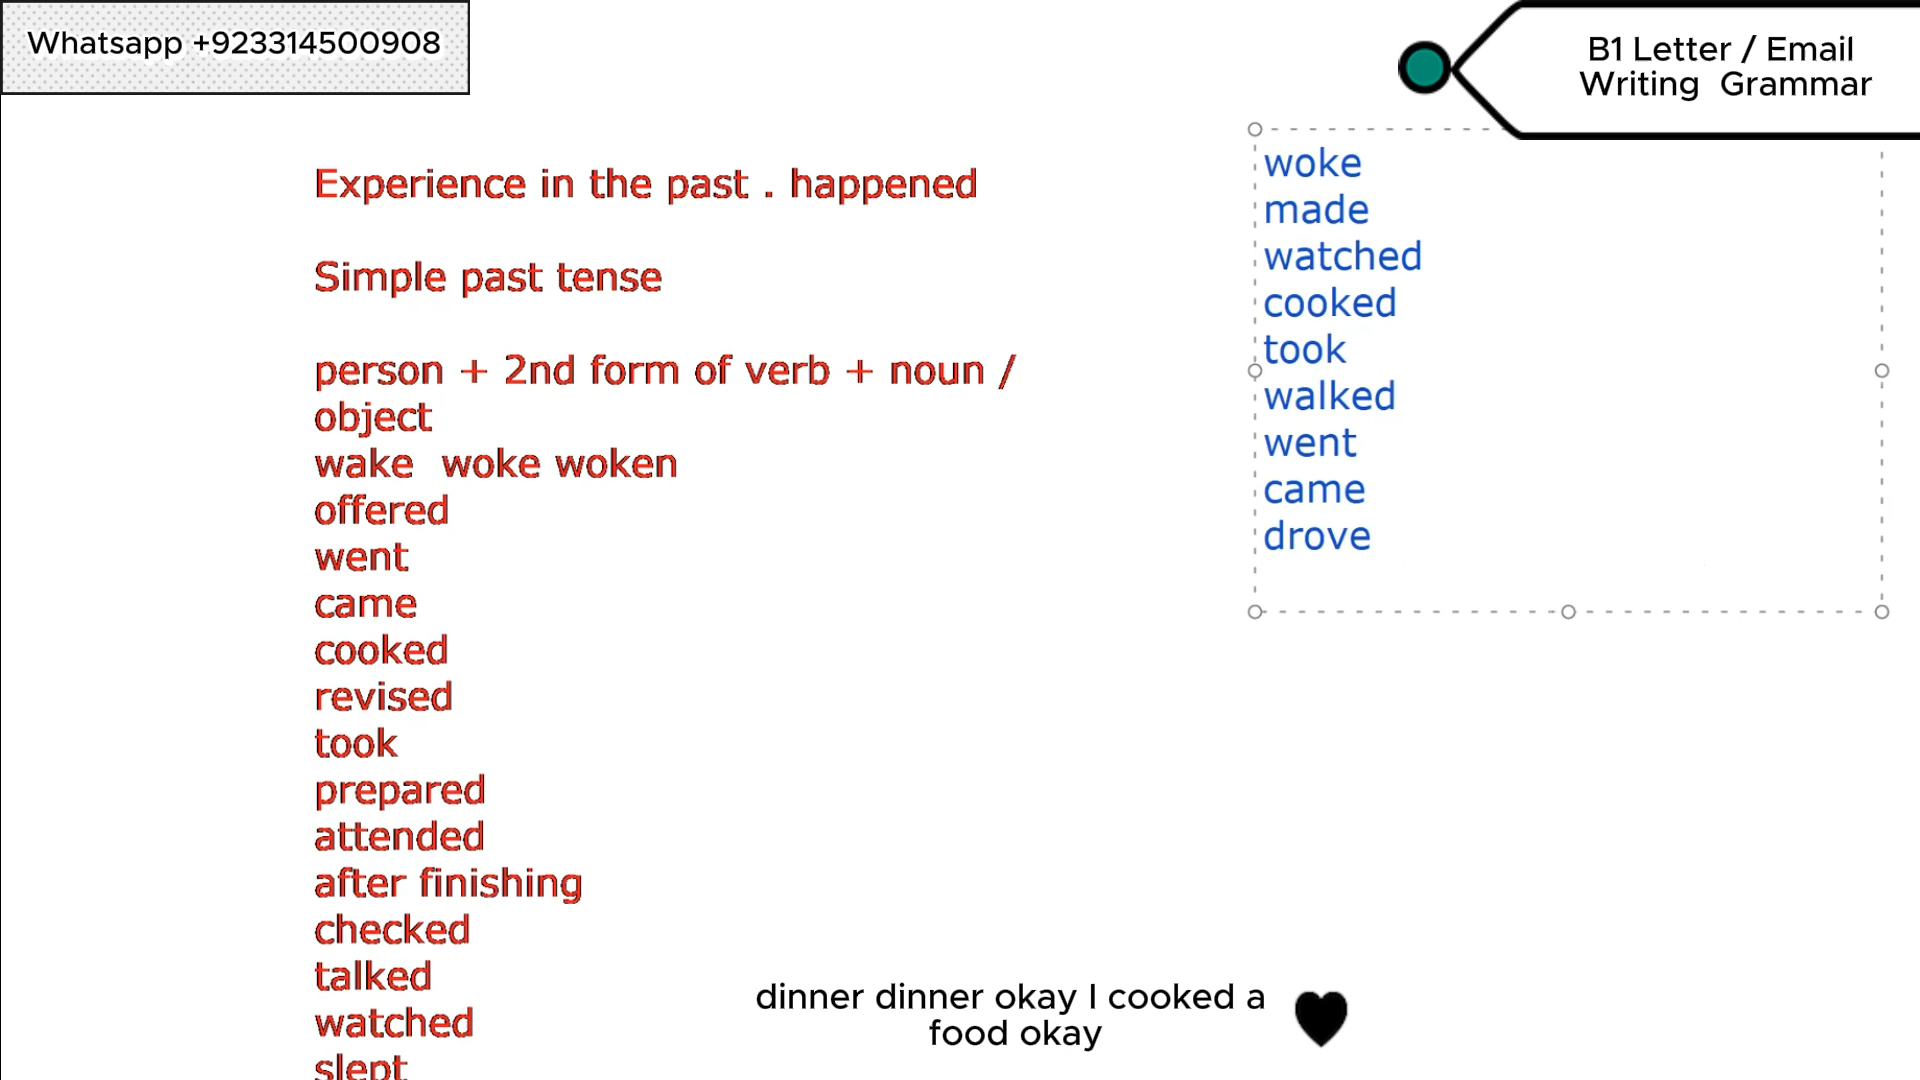 Whatsapp +923314500908
B1 Letter / Email
Writing Grammar
Experience in the past . happened
Simple past tense
person + 2nd form of verb + noun /
object
wake woke woken
offered
went
came
cooked
revised
took
prepared
attended
after finishing
checked
talked
watched
slept
woke
made
watched
cooked
took
walked
went
came
drove
dinner dinner okay I cooked a
food okay